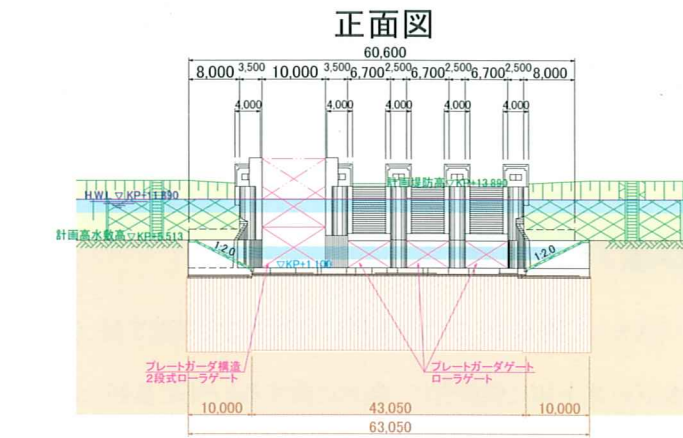 正面図
60,600
8,000 3,500 10,000 3,500 6,700 2,500 6,700 2,500 6,700 2,500 8,000
4,000 4,000 4,000 4,000 4,000
計画堤防高▽KP+13.890
H.W.L ▽KP+11.890
計画高水敷高▽KP+5.513
1:2.0 1:2.0
▽KP+1.100
プレートガーダ構造
2段式ローラゲート
プレートガーダゲート
ローラゲート
10,000 43,050 10,000
63,050